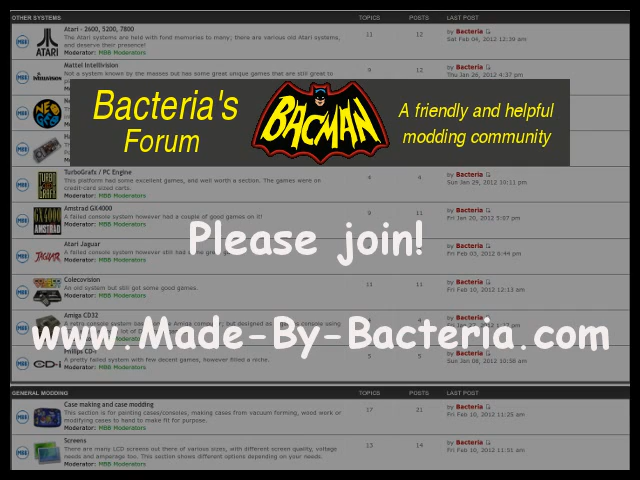 OTHER SYSTEMS TOPICS POSTS LAST POST
Atari - 2600, 5200, 7800
The Atari systems are held with fond memories to many; there are various old Atari systems,
and deserve their presence!
Moderator: MBB Moderators
11 12
by Bacteria
Sat Feb 04, 2012 12:39 am
ATARI
Mattel Intellivision
Not a system known by the masses but has some great unique games that are still great to
9 12
by Bacteria
Thu Jan 26, 2012 4:37 pm
Bacteria's
Forum
BACMAN
A friendly and helpful
modding community
TurboGrafx / PC Engine
This platform had some excellent games, and well worth a section. The games were on
credit-card sized carts.
4 4
by Bacteria
Sun Jan 29, 2012 10:11 pm
Amstrad GX4000
A failed console system however had a couple of good games on it!
Moderator: MBB Moderators
9 11
by Bacteria
Fri Jan 20, 2012 5:57 pm
GX4000
AMSTRAD
Atari Jaguar
A failed console system however still had some
Moderator: MBB Moderators
by Bacteria
Fri Feb 03, 2012 6:44 pm
JAGUAR
Please join!
Colecovision
An old system but still got some good games.
Moderator: MBB Moderators
11 11
by Bacteria
Fri Feb 10, 2012 12:13 am
Amiga CD32
by Bacteria
www.Made-By-Bacteria.com
Philips CD-i
A pretty failed system with few decent games, however filled a niche.
Moderator: MBB Moderators
5 5
by Bacteria
Sun Jan 08, 2012 10:58 am
CD-i
GENERAL MODDING TOPICS POSTS LAST POST
Case making and case modding
This section is for painting cases/consoles, making cases from vacuum forming, wood work or
modifying cases to hand to make fit for purpose.
Moderator: MBB Moderators
17 21
by Bacteria
Fri Feb 10, 2012 11:25 am
Screens
There are many LCD screens out there of various sizes, with different screen quality, voltage
needs and amperage too. This section shows different options depending on your needs.
Moderator: MBB Moderators
13 14
by Bacteria
Fri Feb 10, 2012 11:31 am